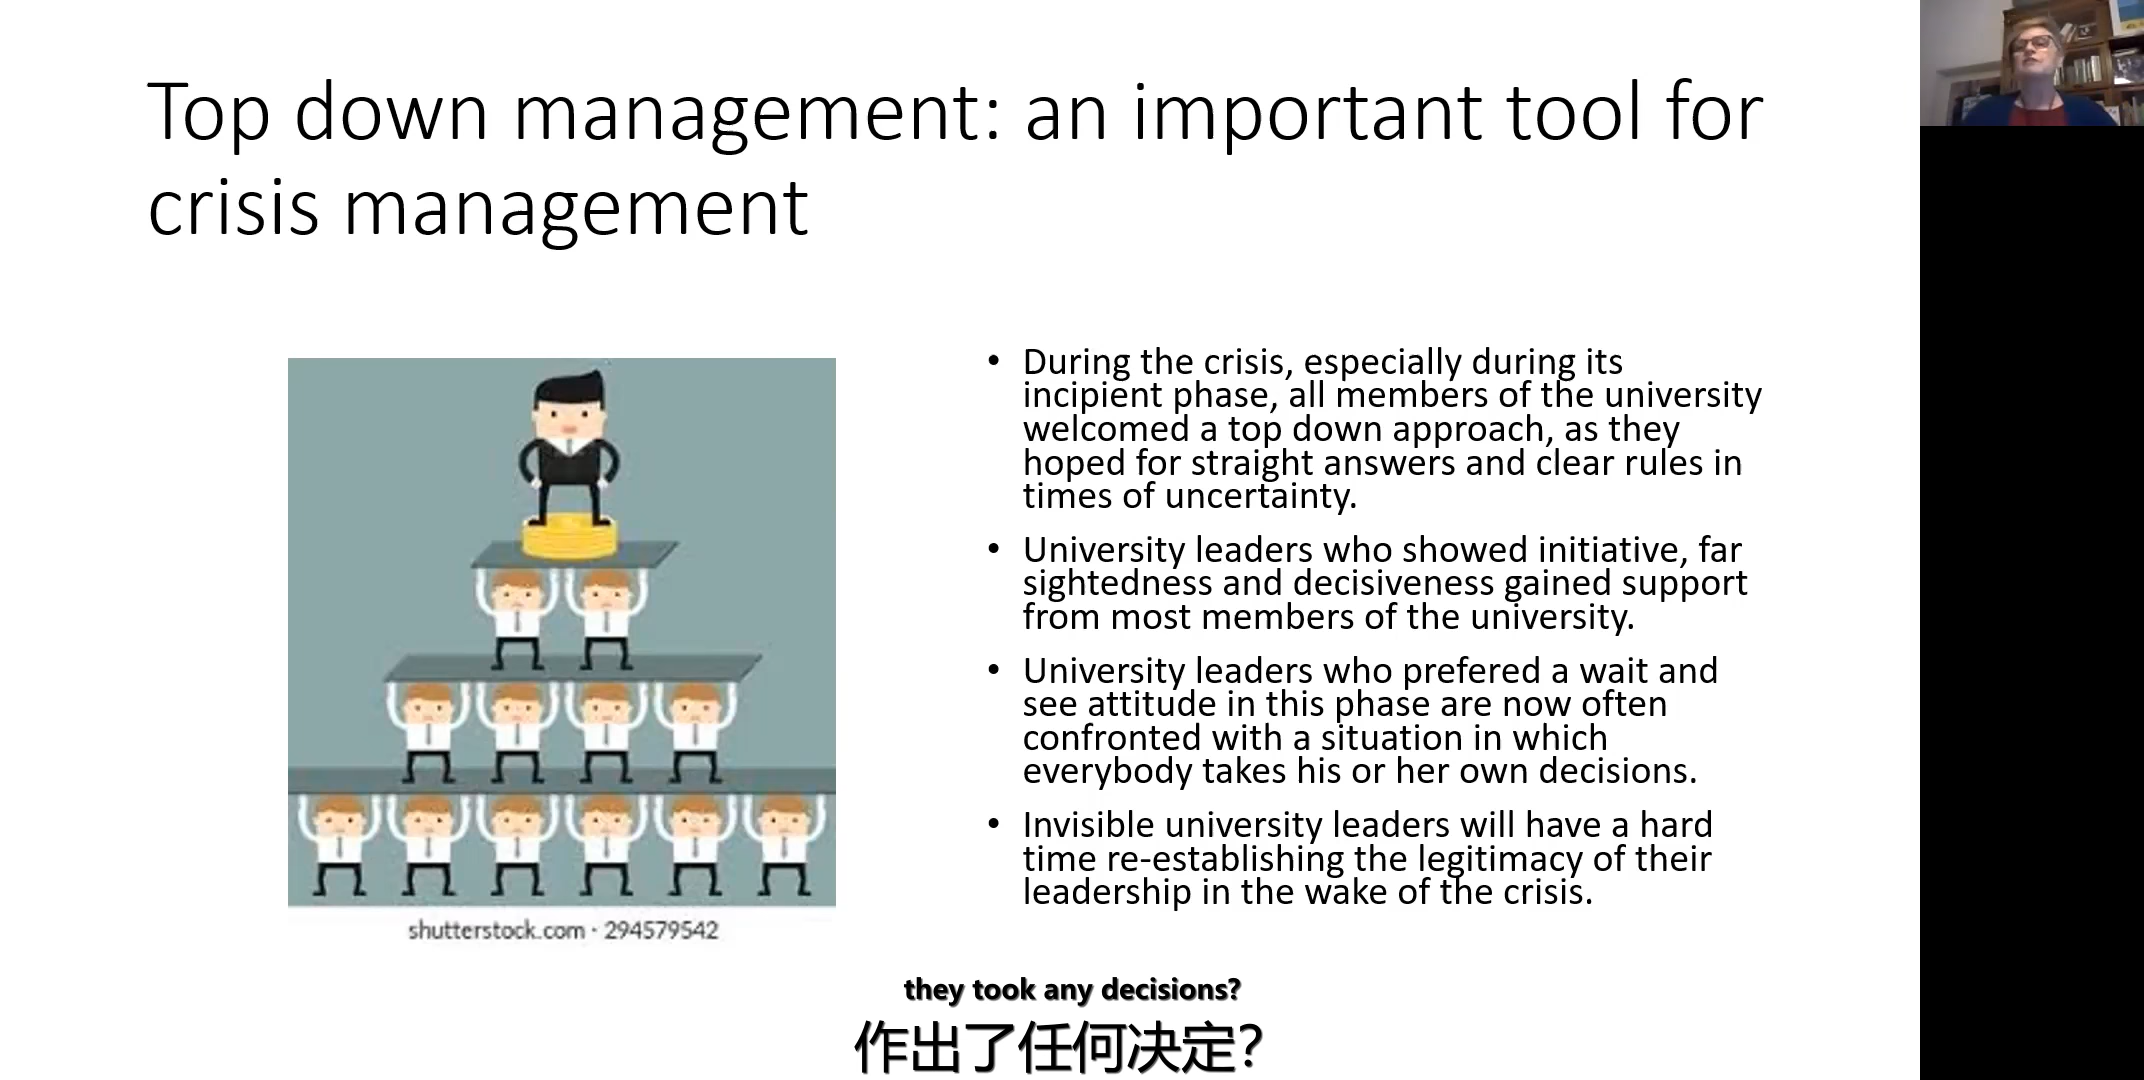 Top down management: an important tool for
crisis management
• During the crisis, especially during its
incipient phase, all members of the university
welcomed a top down approach, as they
hoped for straight answers and clear rules in
times of uncertainty.
• University leaders who showed initiative, far
sightedness and decisiveness gained support
from most members of the university.
• University leaders who prefered a wait and
see attitude in this phase are now often
confronted with a situation in which
everybody takes his or her own decisions.
• Invisible university leaders will have a hard
time re-establishing the legitimacy of their
leadership in the wake of the crisis.
shutterstock.com · 294579542
they took any decisions?
作出了任何决定?